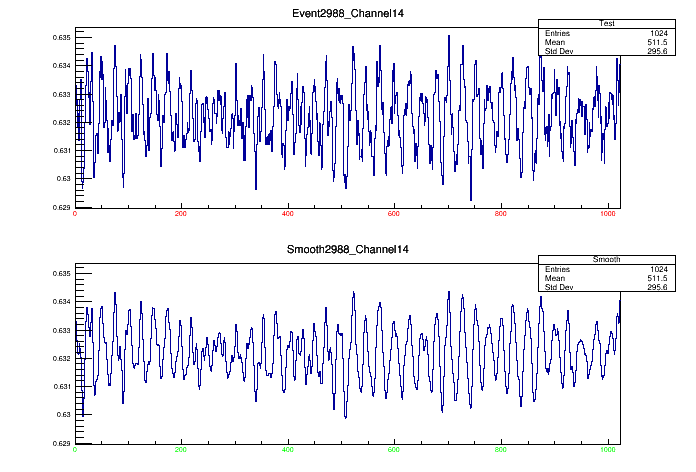 Event2988_Channel14
Test
Entries 1024
Mean 511.5
Std Dev 295.6
0.635
0.634
0.633
0.632
0.631
0.63
0.629
0 200 400 600 800 1000
Smooth2988_Channel14
Smooth
Entries 1024
Mean 511.5
Std Dev 295.6
0.635
0.634
0.633
0.632
0.631
0.63
0.629
0 200 400 600 800 1000